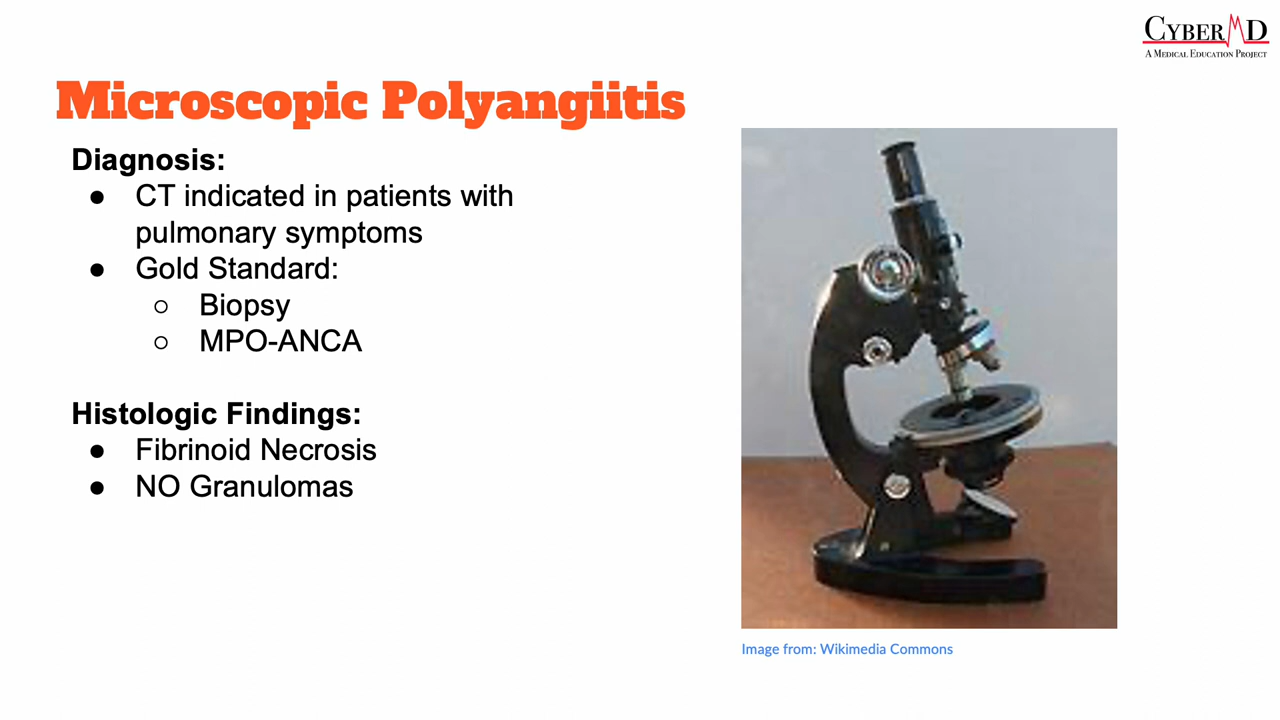 CYBERMD
A MEDICAL EDUCATION PROJECT
Microscopic Polyangiitis
Diagnosis:
● CT indicated in patients with
pulmonary symptoms
● Gold Standard:
○ Biopsy
○ MPO-ANCA
Histologic Findings:
● Fibrinoid Necrosis
● NO Granulomas
Image from: Wikimedia Commons